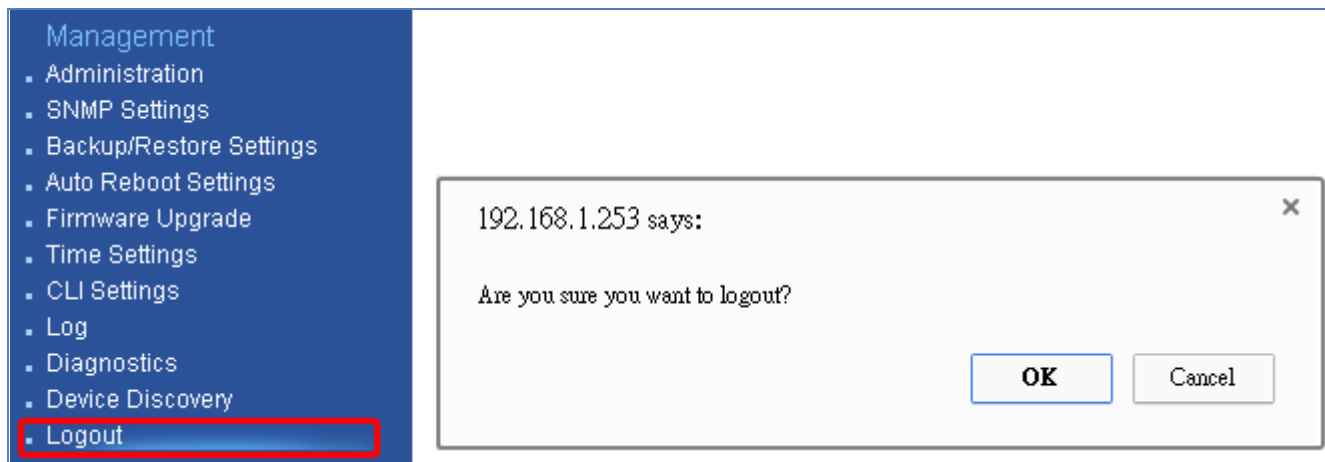 Management
Administration
SNMP Settings
Backup/Restore Settings
Auto Reboot Settings
Firmware Upgrade
Time Settings
CLI Settings
Log
Diagnostics
Device Discovery
Logout
192.168.1.253 says:
Are you sure you want to logout?
OK
Cancel